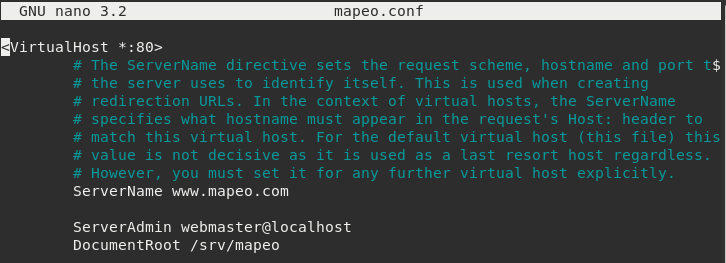 GNU nano 3.2 mapeo.conf
<VirtualHost *:80>
# The ServerName directive sets the request scheme, hostname and port t$
# the server uses to identify itself. This is used when creating
# redirection URLs. In the context of virtual hosts, the ServerName
# specifies what hostname must appear in the request's Host: header to
# match this virtual host. For the default virtual host (this file) this
# value is not decisive as it is used as a last resort host regardless.
# However, you must set it for any further virtual host explicitly.
ServerName www.mapeo.com
ServerAdmin webmaster@localhost
DocumentRoot /srv/mapeo